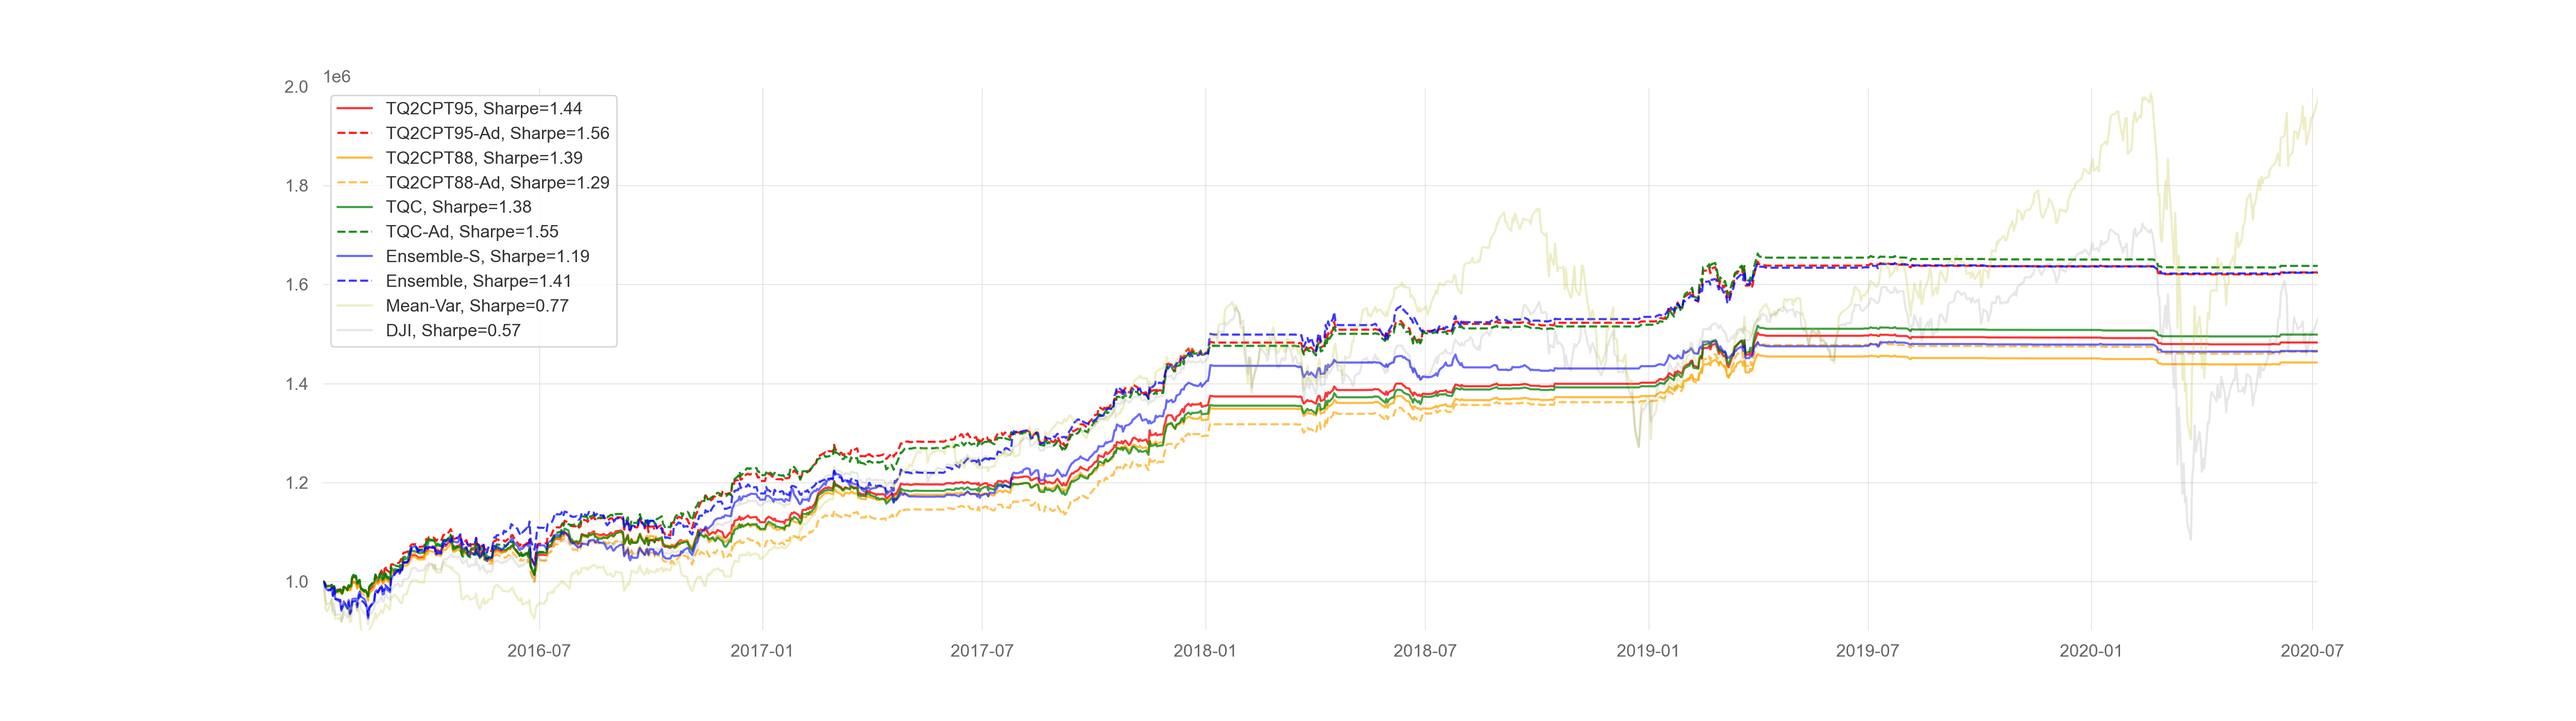 1e6
2.0
1.8
1.6
1.4
1.2
1.0
TQ2CPT95, Sharpe=1.44
TQ2CPT95-Ad, Sharpe=1.56
TQ2CPT88, Sharpe=1.39
TQ2CPT88-Ad, Sharpe=1.29
TQC, Sharpe=1.38
TQC-Ad, Sharpe=1.55
Ensemble-S, Sharpe=1.19
Ensemble, Sharpe=1.41
Mean-Var, Sharpe=0.77
DJI, Sharpe=0.57
2016-07
2017-01
2017-07
2018-01
2018-07
2019-01
2019-07
2020-01
2020-07